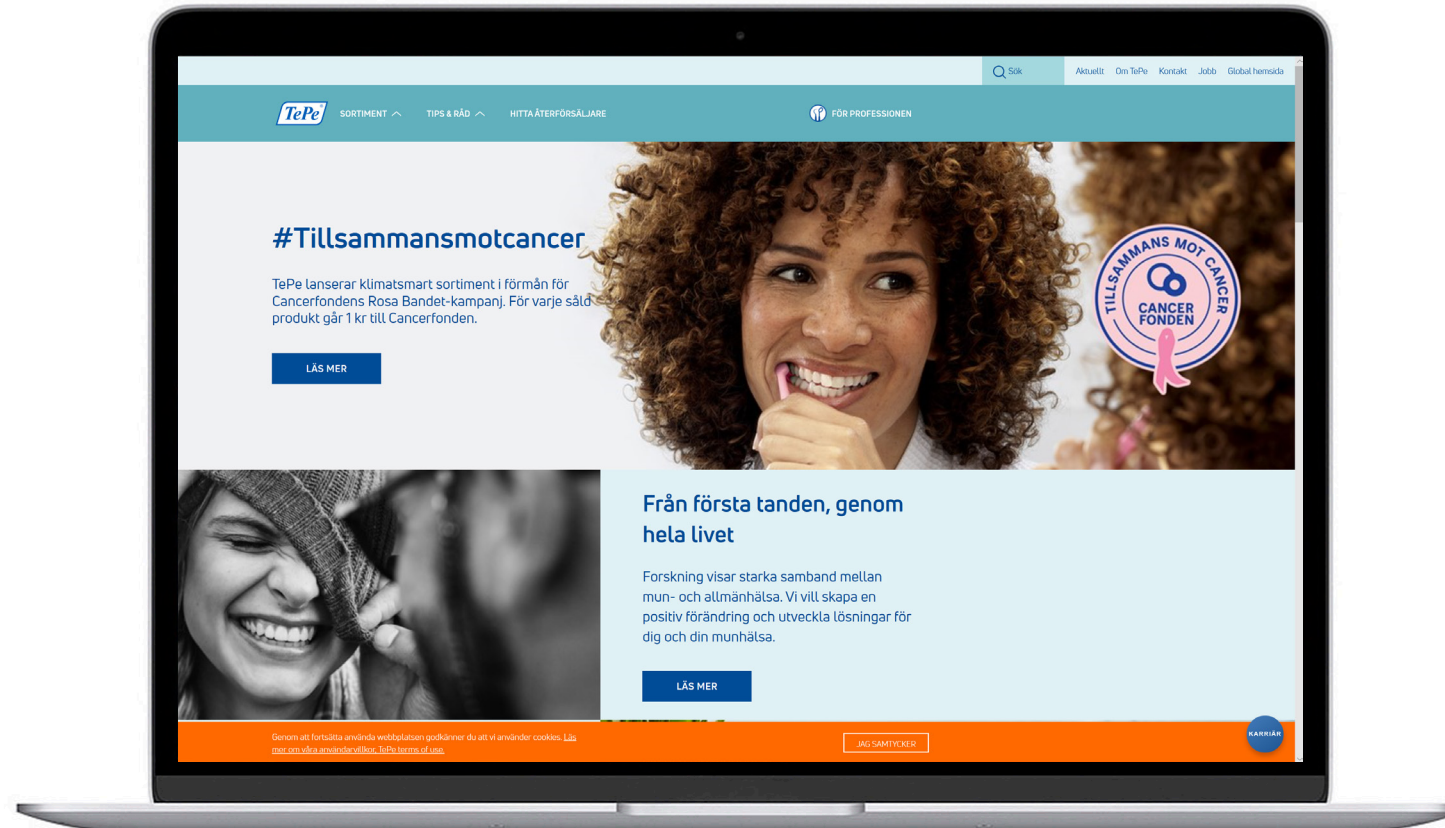 Sök
Aktuellt Om TePe Kontakt Jobb Global hemsida
TePe®
SORTIMENT TIPS & RÅD HITTA ÅTERFÖRSÄLJARE
FÖR PROFESSIONEN
#Tillsammansmotcancer
TePe lanserar klimatsmart sortiment i förmån för
Cancerfondens Rosa Bandet-kampanj. För varje såld
produkt går 1 kr till Cancerfonden.
LÄS MER
TILLSAMMANS MOT CANCER
CANCER
FONDEN
Från första tanden, genom
hela livet
Forskning visar starka samband mellan
mun- och allmänhälsa. Vi vill skapa en
positiv förändring och utveckla lösningar för
dig och din munhälsa.
LÄS MER
Genom att fortsätta använda webbplatsen godkänner du att vi använder cookies. Läs
mer om våra användarvillkor. TePe terms of use.
JAG SAMTYCKER
KARRIÄR